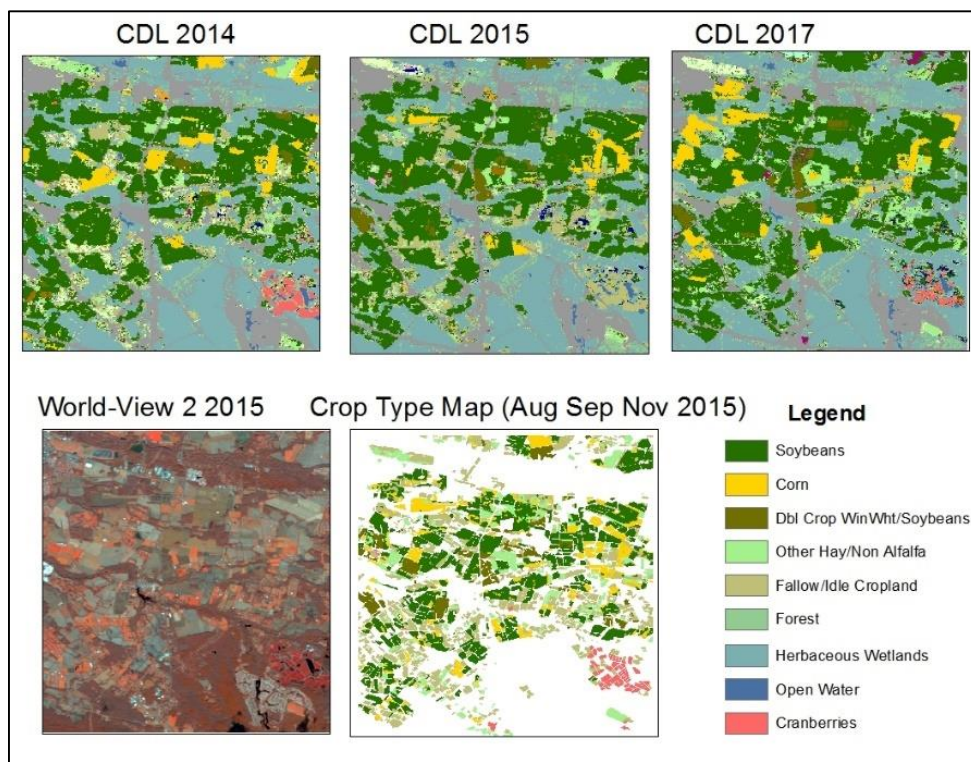 CDL 2014
CDL 2015
CDL 2017
World-View 2 2015
Crop Type Map (Aug Sep Nov 2015)
Legend
Soybeans
Corn
Dbl Crop WinWht/Soybeans
Other Hay/Non Alfalfa
Fallow/Idle Cropland
Forest
Herbaceous Wetlands
Open Water
Cranberries